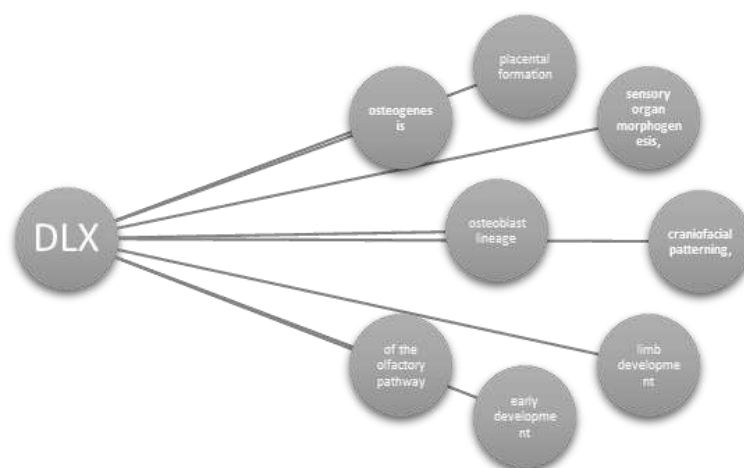 placental
formation
sensory
organ
morphogen
esis,
osteogenes
is
DLX
osteoblast
lineage
craniofacial
patterning,
of the
olfactory
pathway
limb
developme
nt
early
developme
nt